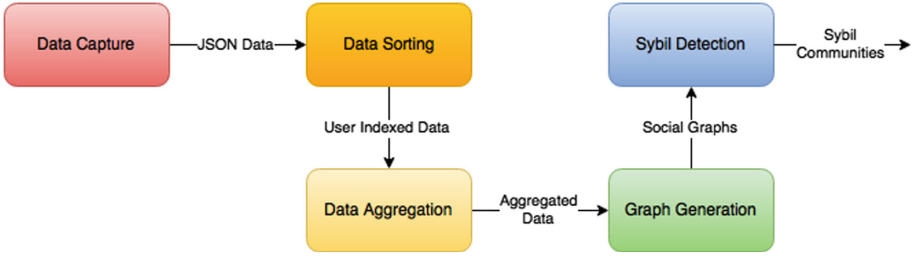 Data Capture
JSON Data
Data Sorting
User Indexed Data
Data Aggregation
Aggregated
Data
Graph Generation
Social Graphs
Sybil Detection
Sybil
Communities